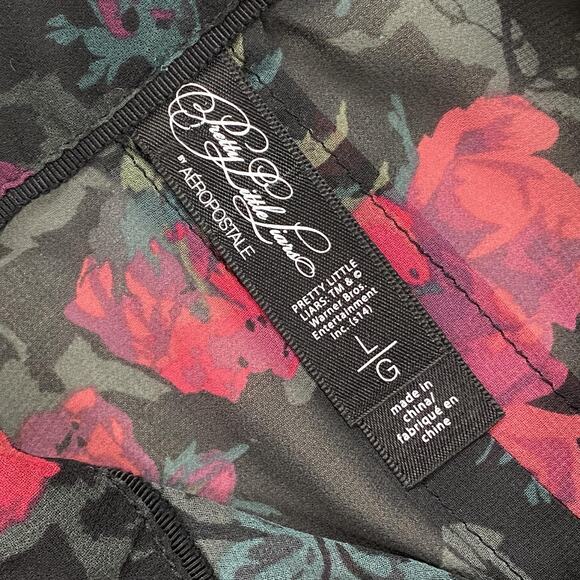 Pretty Little Liars
BY AÉROPOSTALE
PRETTY LITTLE
LIARS: TM & ©
Warner Bros.
Entertainment
Inc. (S14)
L/G
made in
china/
fabriqué en
chine